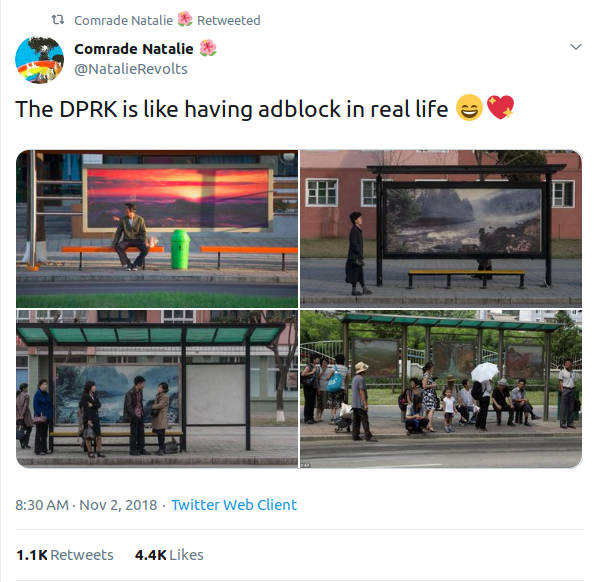 Comrade Natalie 🌺 Retweeted
Comrade Natalie 🌺
@NatalieRevolts
The DPRK is like having adblock in real life 😄💖
8:30 AM · Nov 2, 2018 · Twitter Web Client
1.1K Retweets 4.4K Likes